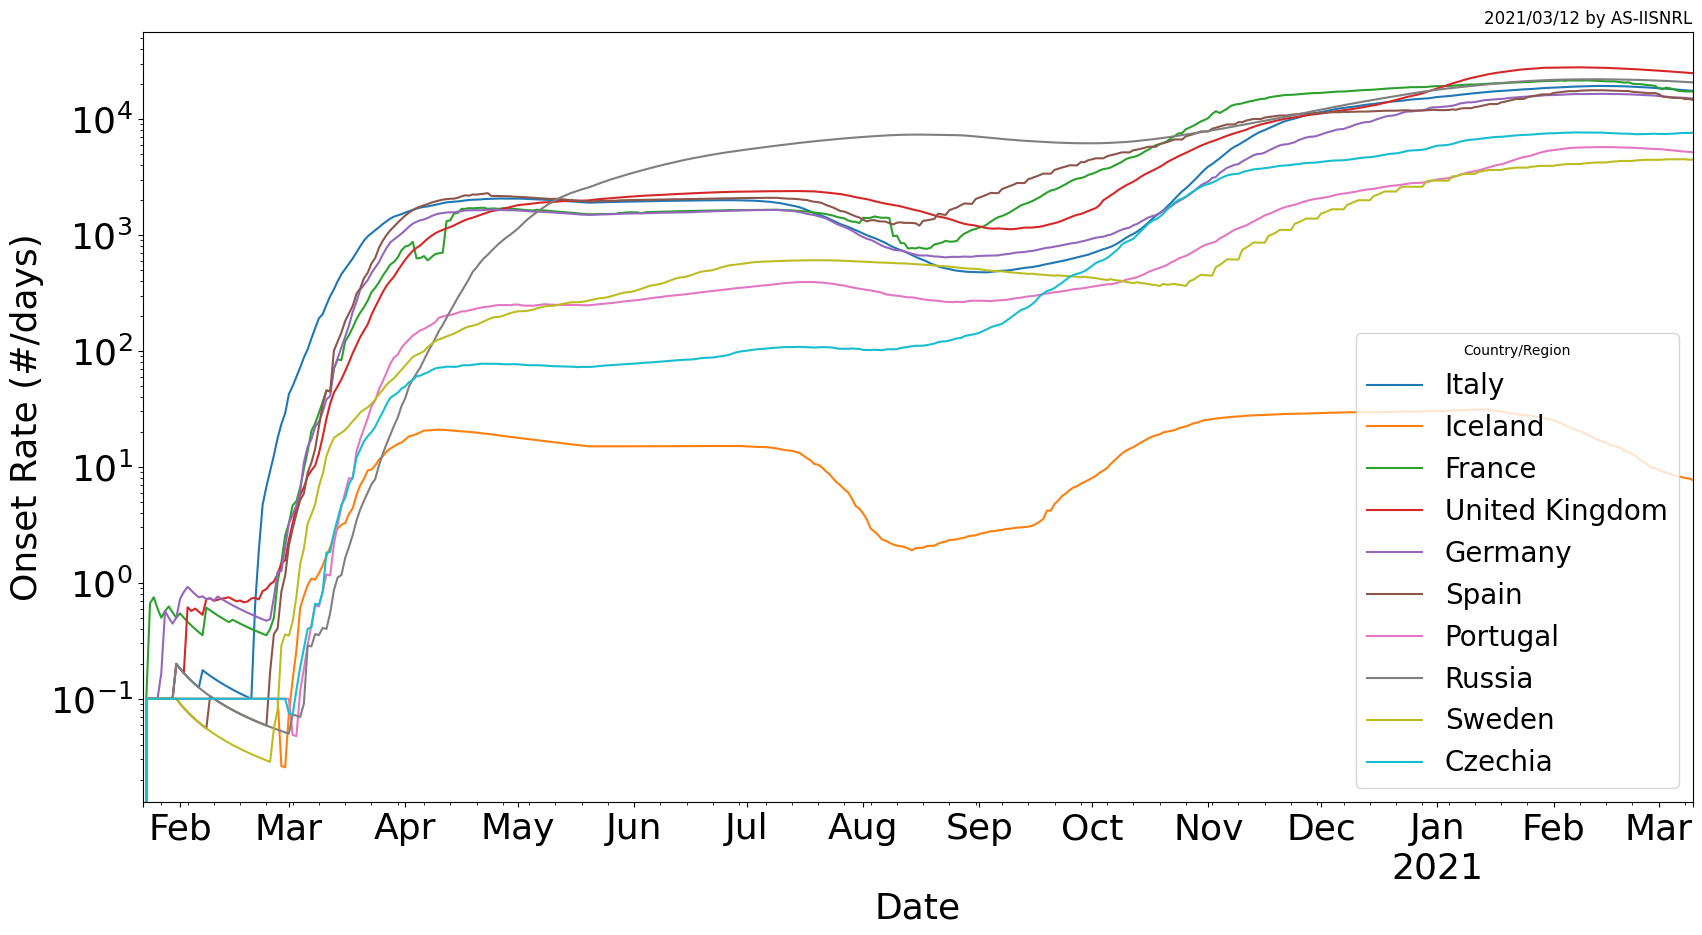 2021/03/12 by AS-IISNRL
Onset Rate (#/days)
10^4
10^3
10^2
10^1
10^0
10^-1
Country/Region
Italy
Iceland
France
United Kingdom
Germany
Spain
Portugal
Russia
Sweden
Czechia
Feb Mar Apr May Jun Jul Aug Sep Oct Nov Dec Jan Feb Mar
2021
Date